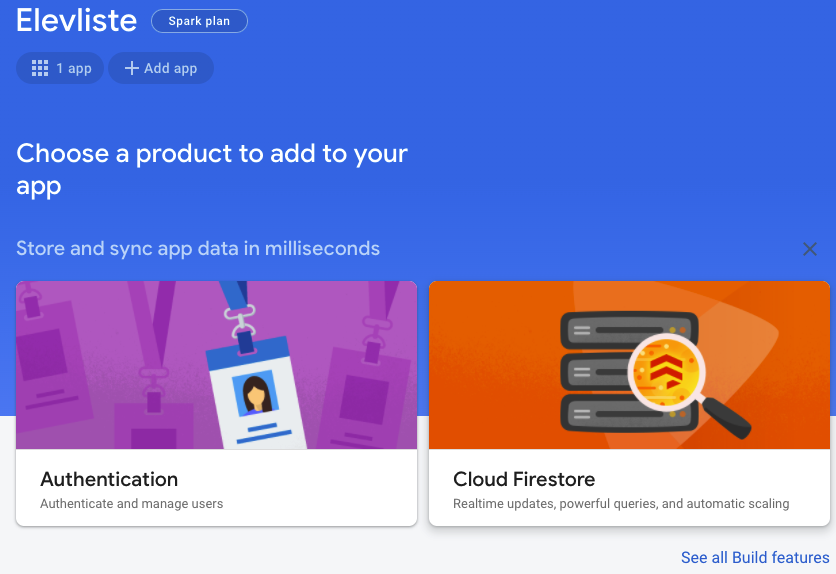 Elevliste
Spark plan
1 app
Add app
Choose a product to add to your
app
Store and sync app data in milliseconds
Authentication
Authenticate and manage users
Cloud Firestore
Realtime updates, powerful queries, and automatic scaling
See all Build features